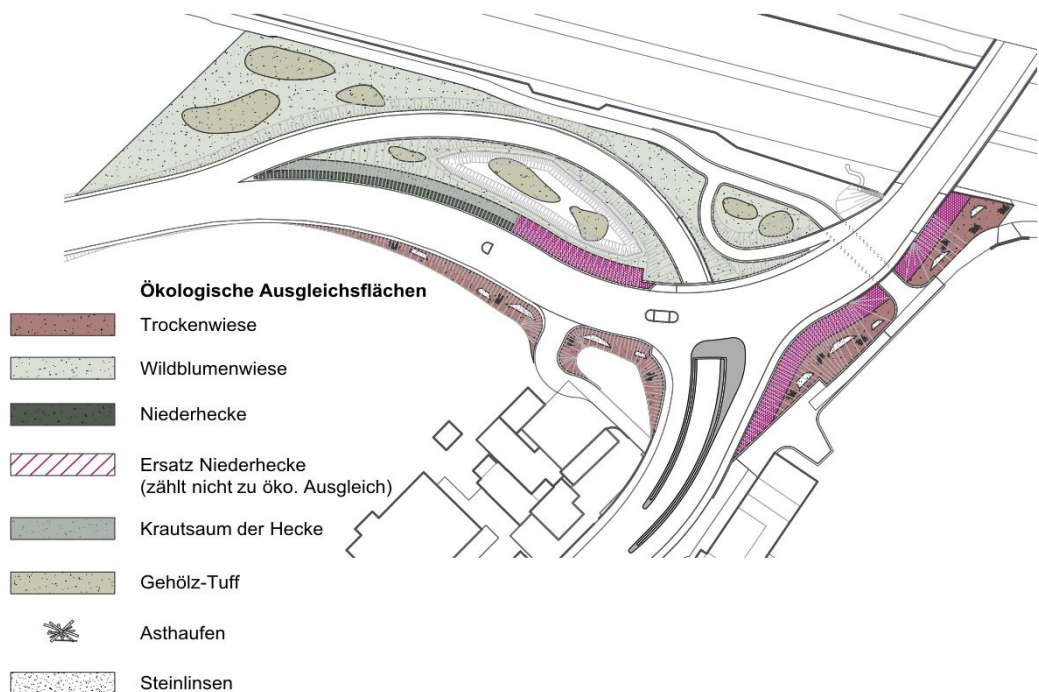 Ökologische Ausgleichsflächen
Trockenwiese
Wildblumenwiese
Niederhecke
Ersatz Niederhecke
(zählt nicht zu öko. Ausgleich)
Krautsaum der Hecke
Gehölz-Tuff
Asthaufen
Steinlinsen